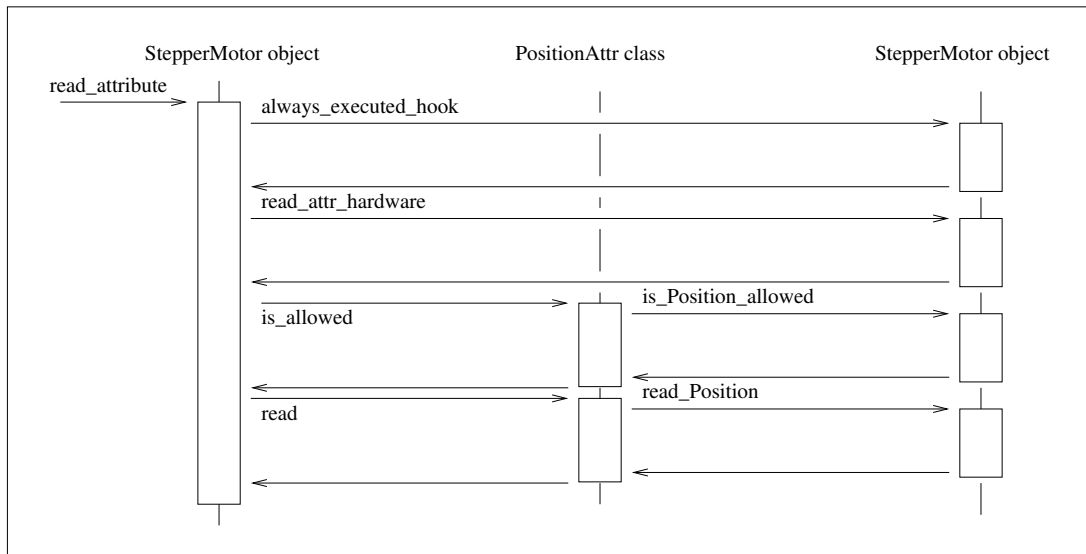 StepperMotor object
PositionAttr class
StepperMotor object
read_attribute
always_executed_hook
read_attr_hardware
is_Position_allowed
is_allowed
read_Position
read